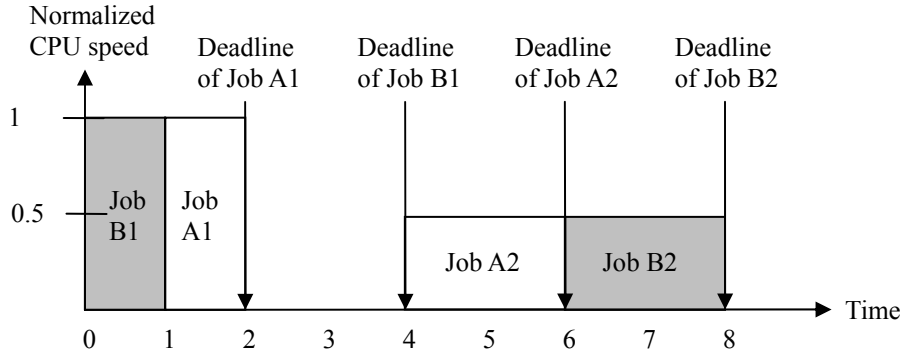 Normalized
CPU speed
Deadline
of Job A1
Deadline
of Job B1
Deadline
of Job A2
Deadline
of Job B2
1
0.5
Job
B1
Job
A1
Job A2
Job B2
Time
0 1 2 3 4 5 6 7 8